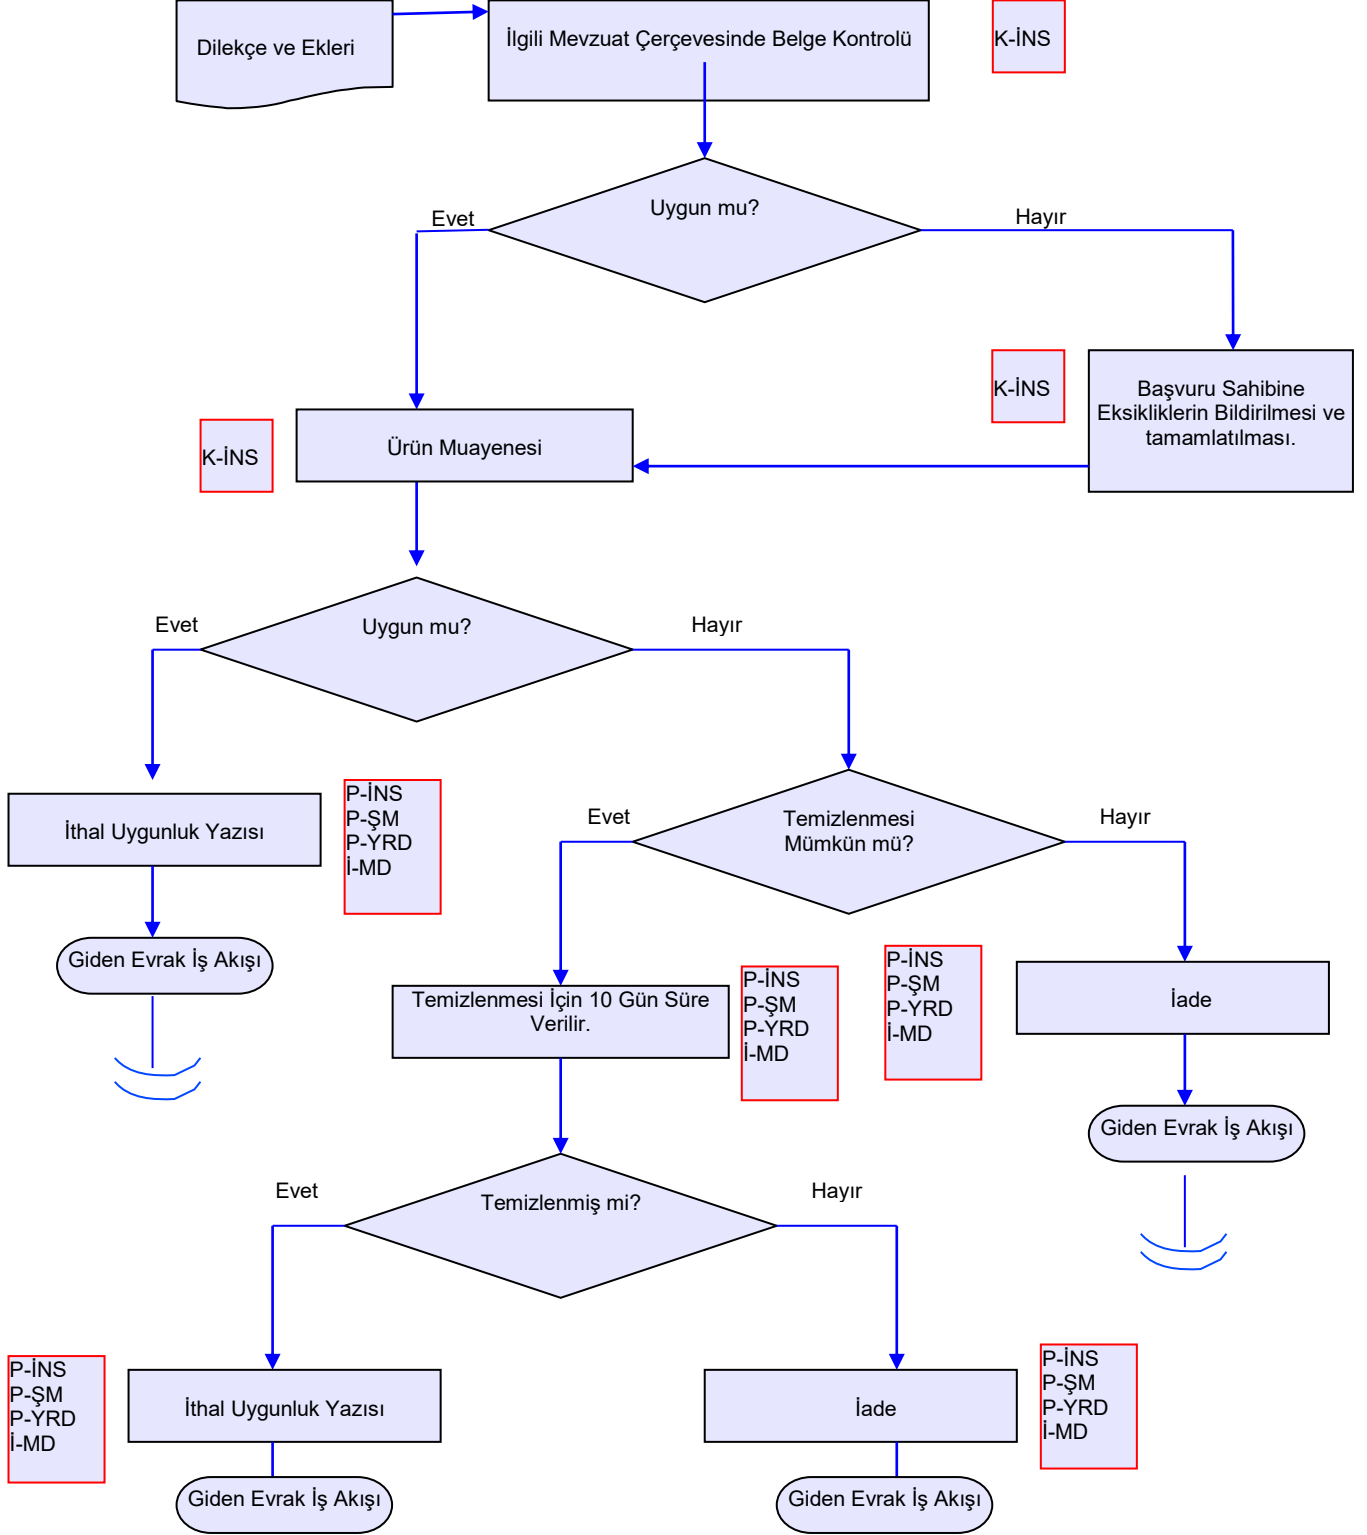 Dilekçe ve Ekleri
İlgili Mevzuat Çerçevesinde Belge Kontrolü
K-İNS
Uygun mu?
Evet
Hayır
K-İNS
Başvuru Sahibine
Eksikliklerin Bildirilmesi ve
tamamlatılması.
Ürün Muayenesi
K-İNS
Evet
Uygun mu?
Hayır
İthal Uygunluk Yazısı
P-İNS
P-ŞM
P-YRD
İ-MD
Evet
Temizlenmesi
Mümkün mü?
Hayır
Giden Evrak İş Akışı
Temizlenmesi İçin 10 Gün Süre
Verilir.
P-İNS
P-ŞM
P-YRD
İ-MD
P-İNS
P-ŞM
P-YRD
İ-MD
İade
Giden Evrak İş Akışı
Evet
Temizlenmiş mi?
Hayır
P-İNS
P-ŞM
P-YRD
İ-MD
İthal Uygunluk Yazısı
İade
P-İNS
P-ŞM
P-YRD
İ-MD
Giden Evrak İş Akışı
Giden Evrak İş Akışı